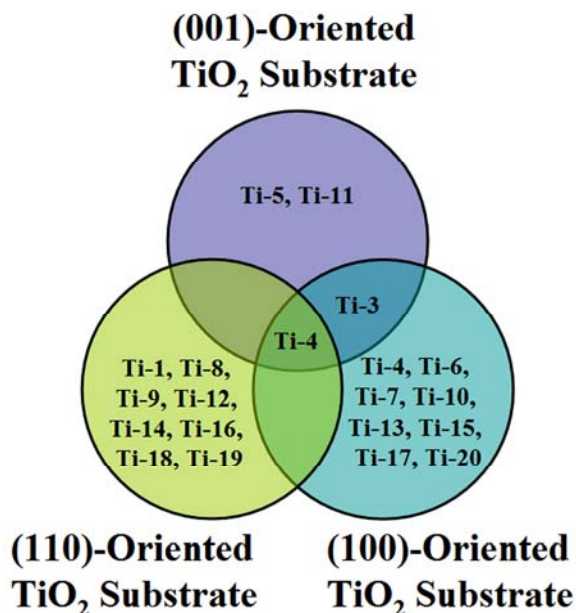 (001)-Oriented
TiO₂ Substrate
Ti-5, Ti-11
Ti-3
Ti-4
Ti-1, Ti-8,
Ti-9, Ti-12,
Ti-14, Ti-16,
Ti-18, Ti-19
Ti-4, Ti-6,
Ti-7, Ti-10,
Ti-13, Ti-15,
Ti-17, Ti-20
(110)-Oriented
TiO₂ Substrate
(100)-Oriented
TiO₂ Substrate